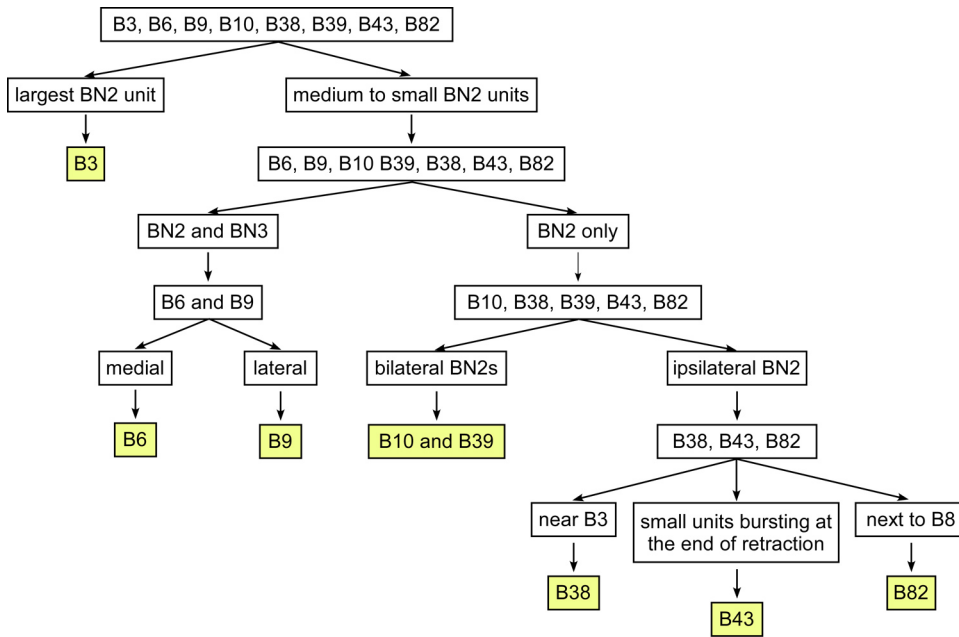 B3, B6, B9, B10, B38, B39, B43, B82
largest BN2 unit
medium to small BN2 units
B3
B6, B9, B10 B39, B38, B43, B82
BN2 and BN3
BN2 only
B6 and B9
B10, B38, B39, B43, B82
medial
lateral
bilateral BN2s
ipsilateral BN2
B6
B9
B10 and B39
B38, B43, B82
near B3
small units bursting at
the end of retraction
next to B8
B38
B43
B82